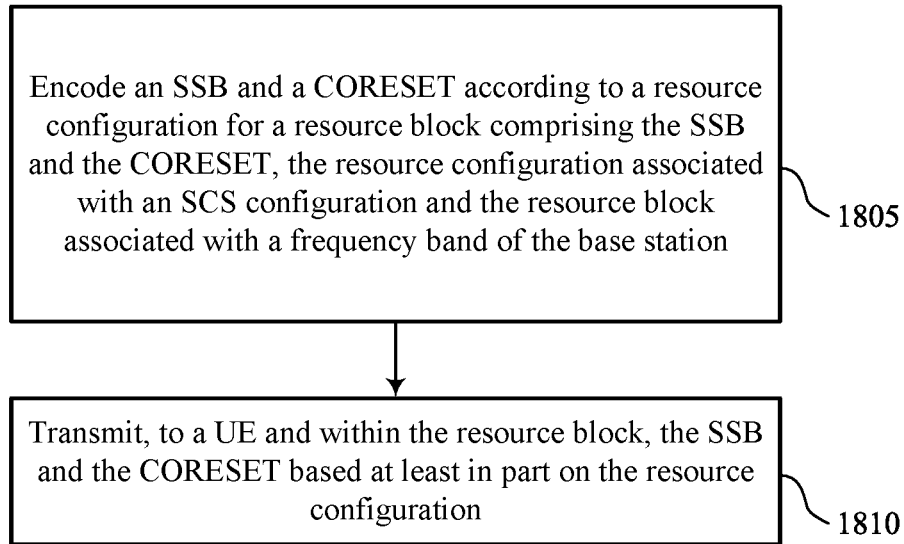 Encode an SSB and a CORESET according to a resource
configuration for a resource block comprising the SSB
and the CORESET, the resource configuration associated
with an SCS configuration and the resource block
associated with a frequency band of the base station
1805
Transmit, to a UE and within the resource block, the SSB
and the CORESET based at least in part on the resource
configuration
1810